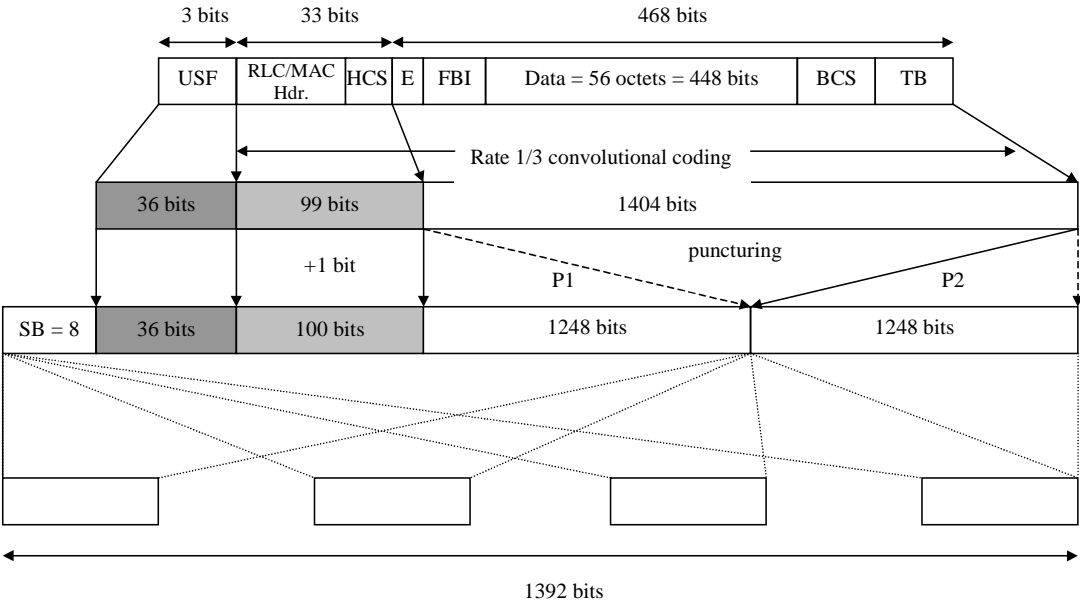 3 bits
33 bits
468 bits
USF
RLC/MAC
Hdr.
HCS
E
FBI
Data = 56 octets = 448 bits
BCS
TB
Rate 1/3 convolutional coding
36 bits
99 bits
1404 bits
+1 bit
puncturing
P1
P2
SB = 8
36 bits
100 bits
1248 bits
1248 bits
1392 bits